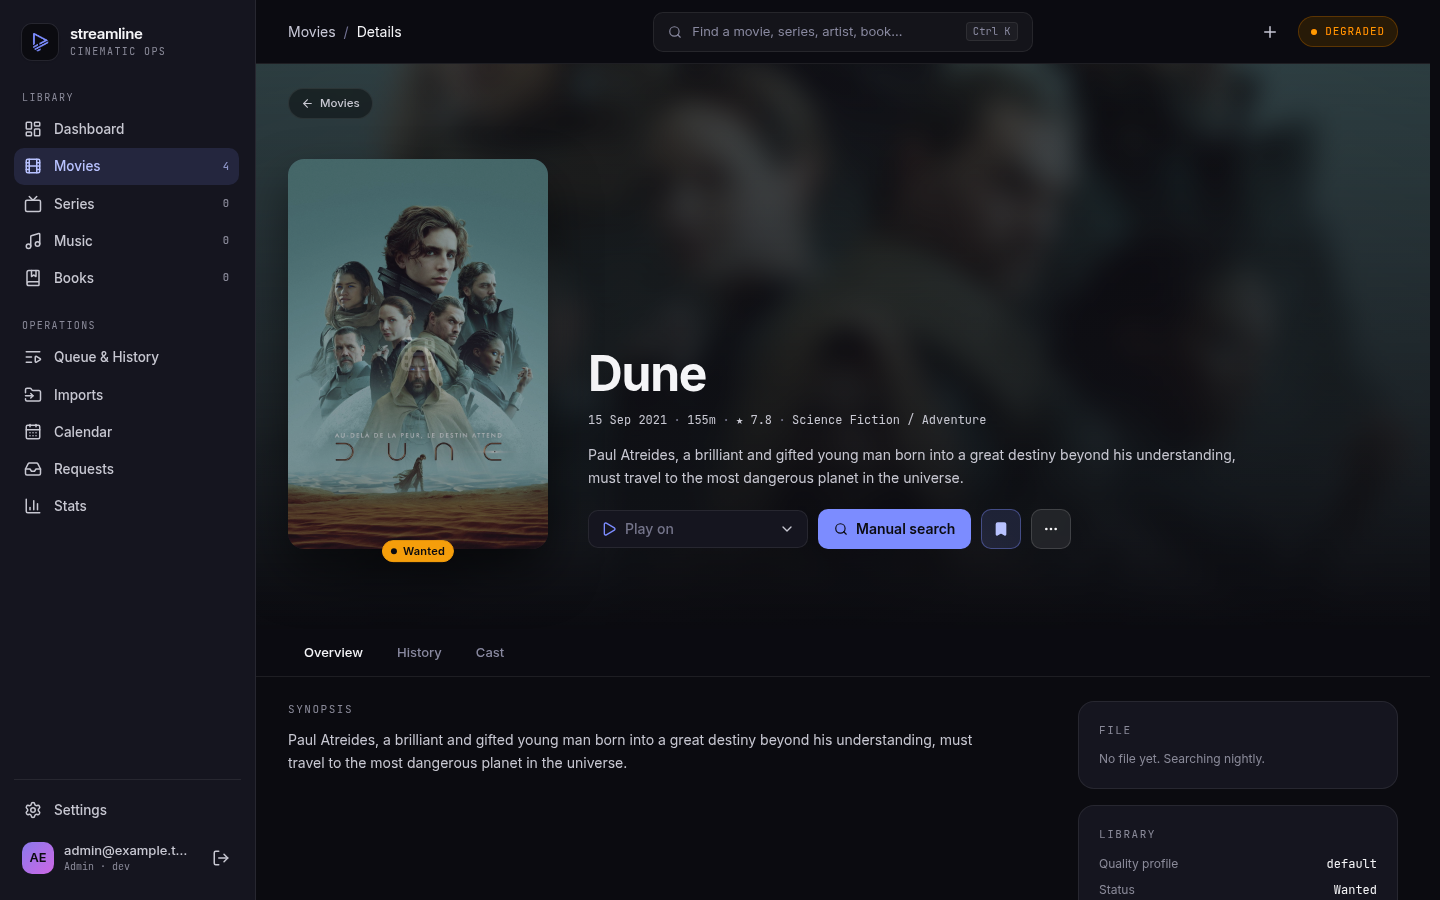 streamline
CINEMATIC OPS
LIBRARY
Dashboard
Movies 4
Series 0
Music 0
Books 0
OPERATIONS
Queue & History
Imports
Calendar
Requests
Stats
Settings
AE
admin@example.t...
Admin · dev
Movies / Details
Find a movie, series, artist, book...
Ctrl K
DEGRADED
Movies
AU-DELÀ DE LA PEUR, LE DESTIN ATTEND
DUNE
Wanted
Dune
15 Sep 2021 · 155m · ★ 7.8 · Science Fiction / Adventure
Paul Atreides, a brilliant and gifted young man born into a great destiny beyond his understanding,
must travel to the most dangerous planet in the universe.
Play on
Manual search
Overview
History
Cast
SYNOPSIS
Paul Atreides, a brilliant and gifted young man born into a great destiny beyond his understanding, must
travel to the most dangerous planet in the universe.
FILE
No file yet. Searching nightly.
LIBRARY
Quality profile default
Status Wanted